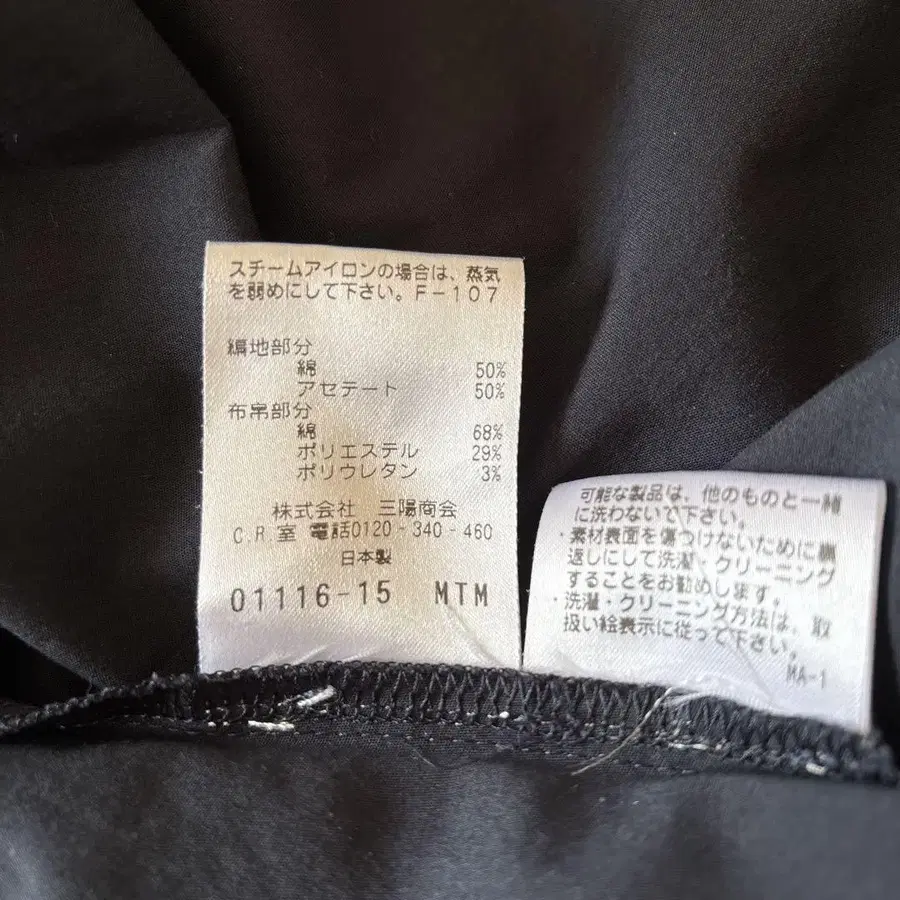 スチームアイロンの場合は、蒸気
を弱めにして下さい。F-107
編地部分
綿 50%
アセテート 50%
布帛部分
綿 68%
ポリエステル 29%
ポリウレタン 3%
株式会社 三陽商会
C.R.室 電話0120-340-460
日本製
01116-15 MTM
可能な製品は、他のものと一緒
に洗わないで下さい。
・素材表面を傷つけないために裏
返しにして洗濯・クリーニング
することをお勧めします。
・洗濯・クリーニング方法は、取
扱い絵表示に従って下さい。
MA-1